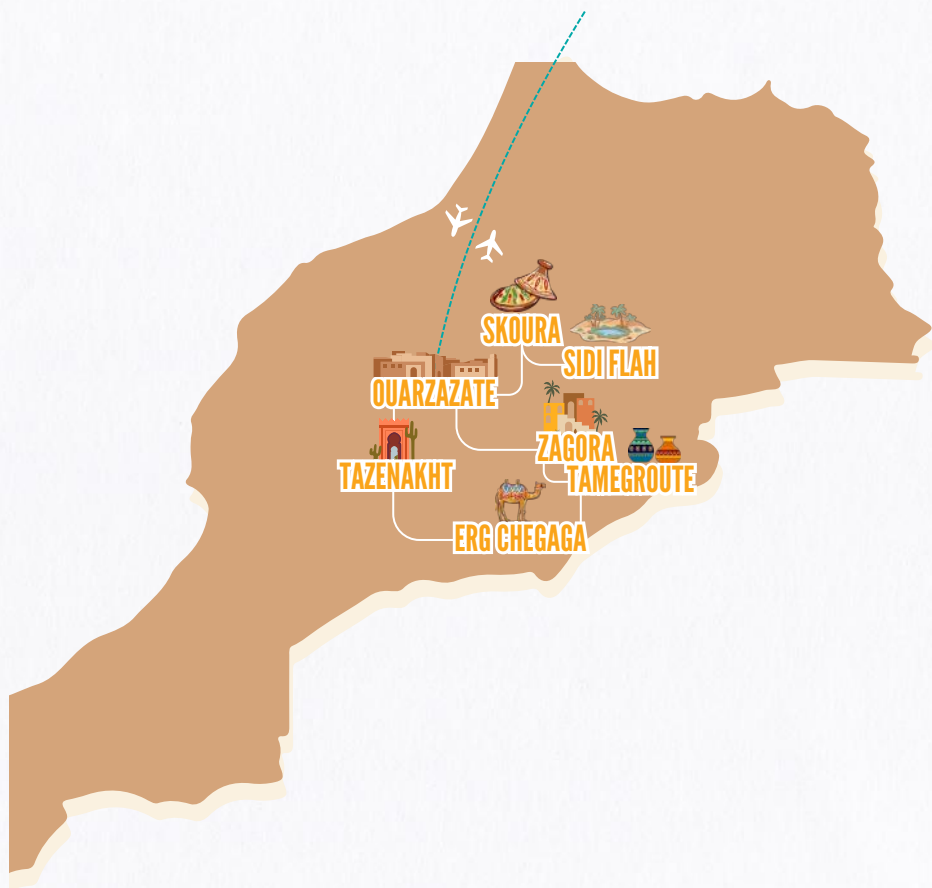 SKOURA
SIDI FLAH
OUARZAZATE
ZAGORA
TAZENAKHT
TAMEGROUTE
ERG CHEGAGA